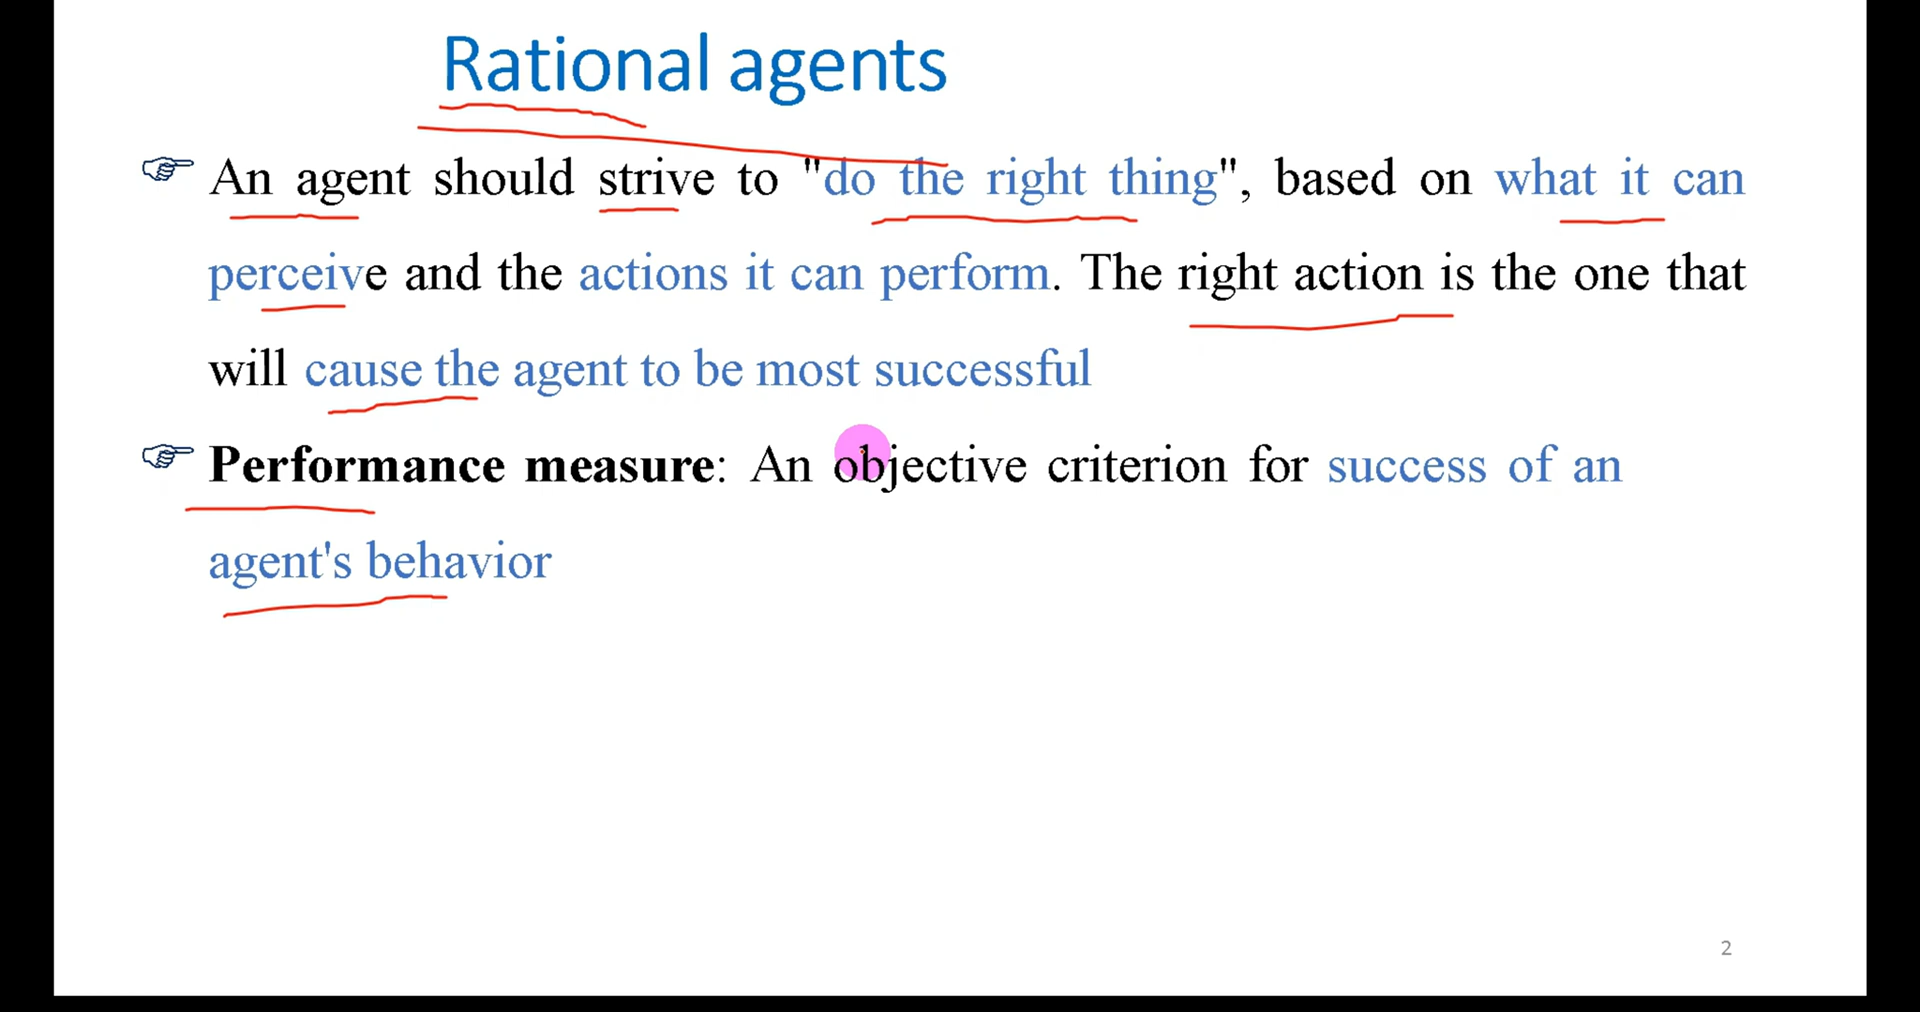 Rational agents
An agent should strive to "do the right thing", based on what it can
perceive and the actions it can perform. The right action is the one that
will cause the agent to be most successful
Performance measure: An objective criterion for success of an
agent's behavior
2